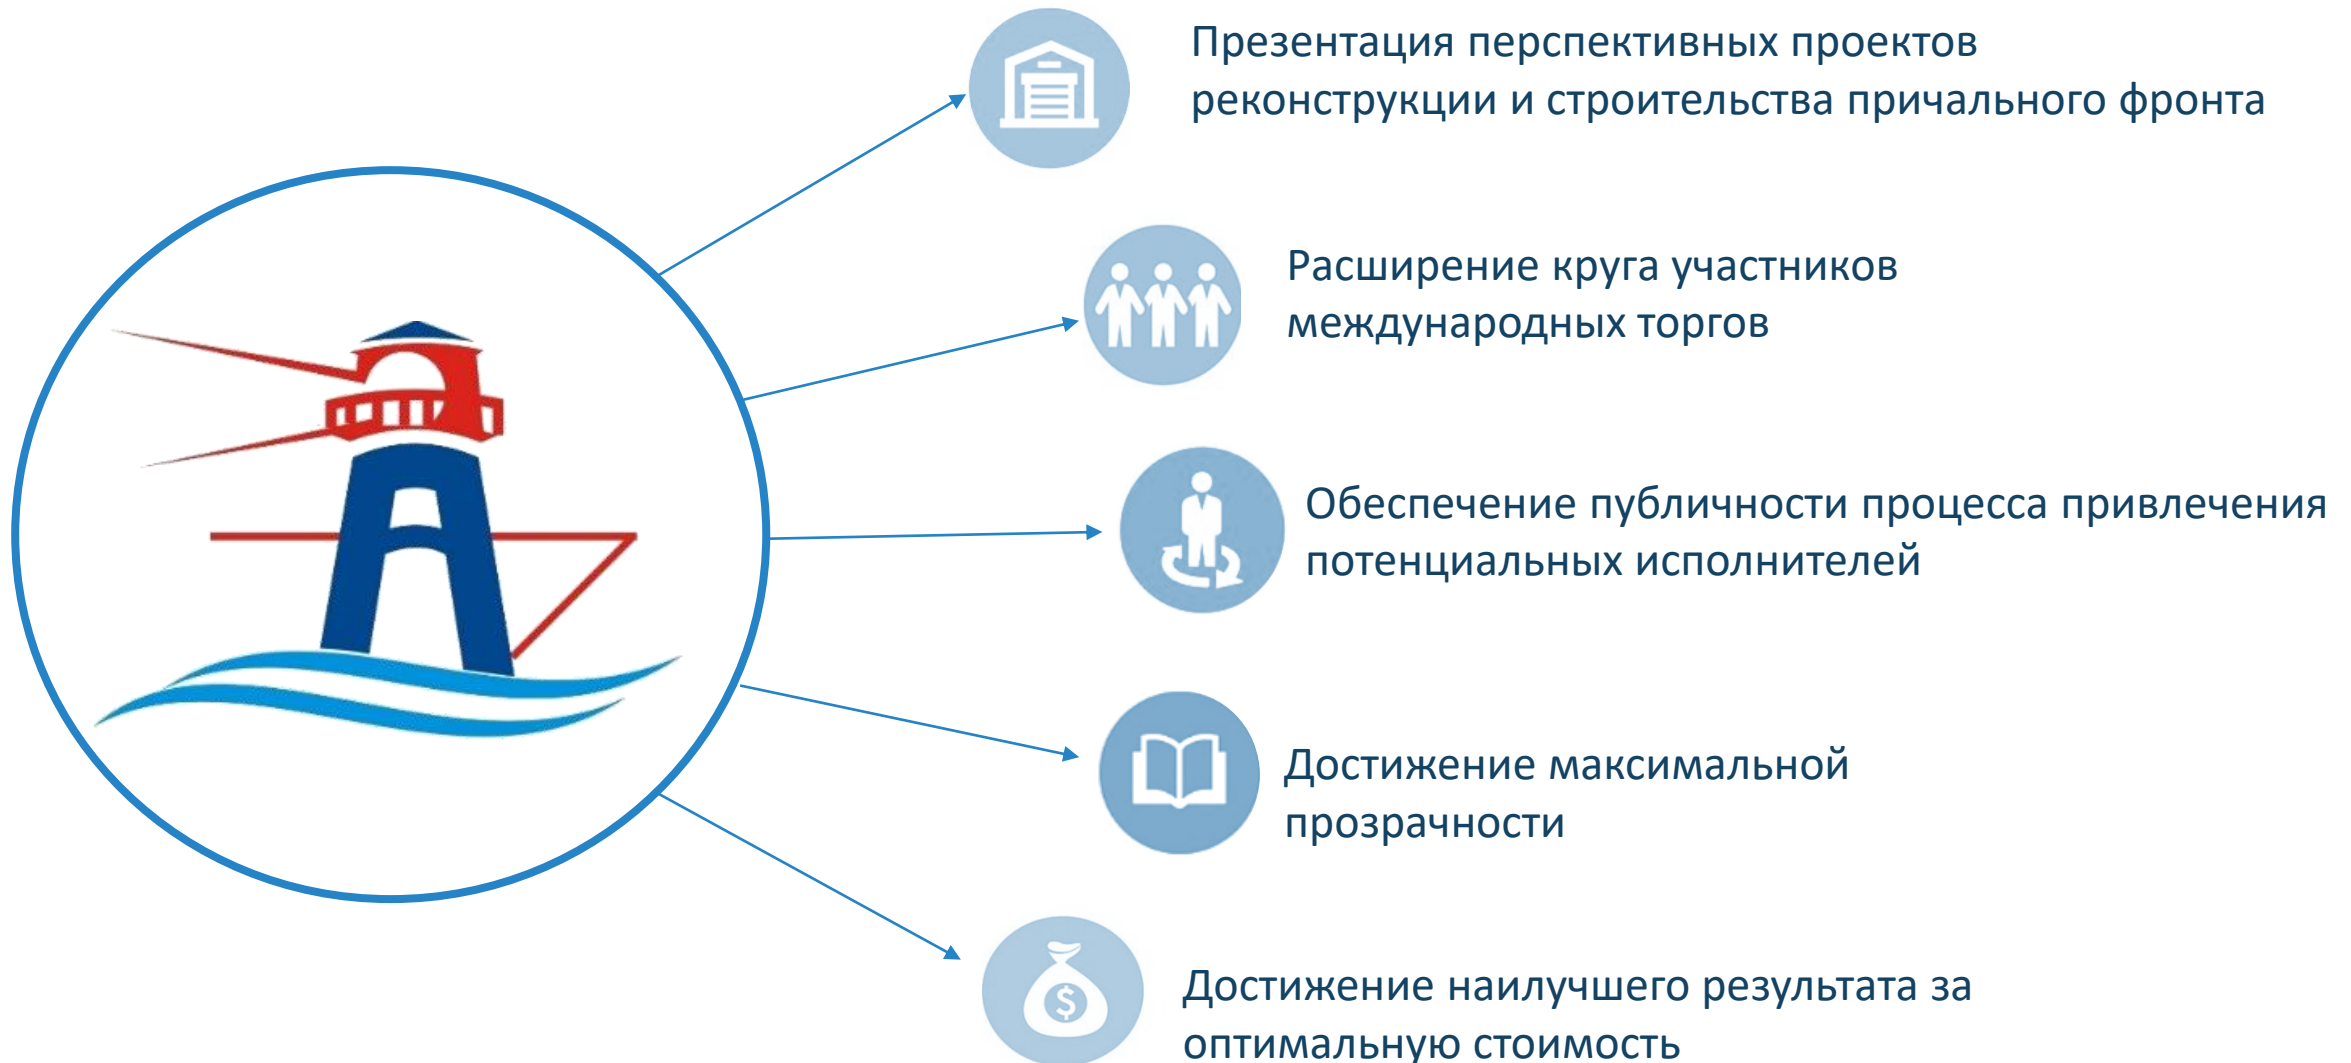 Презентация перспективных проектов
реконструкции и строительства причального фронта
Расширение круга участников
международных торгов
Обеспечение публичности процесса привлечения
потенциальных исполнителей
Достижение максимальной
прозрачности
$
Достижение наилучшего результата за
оптимальную стоимость